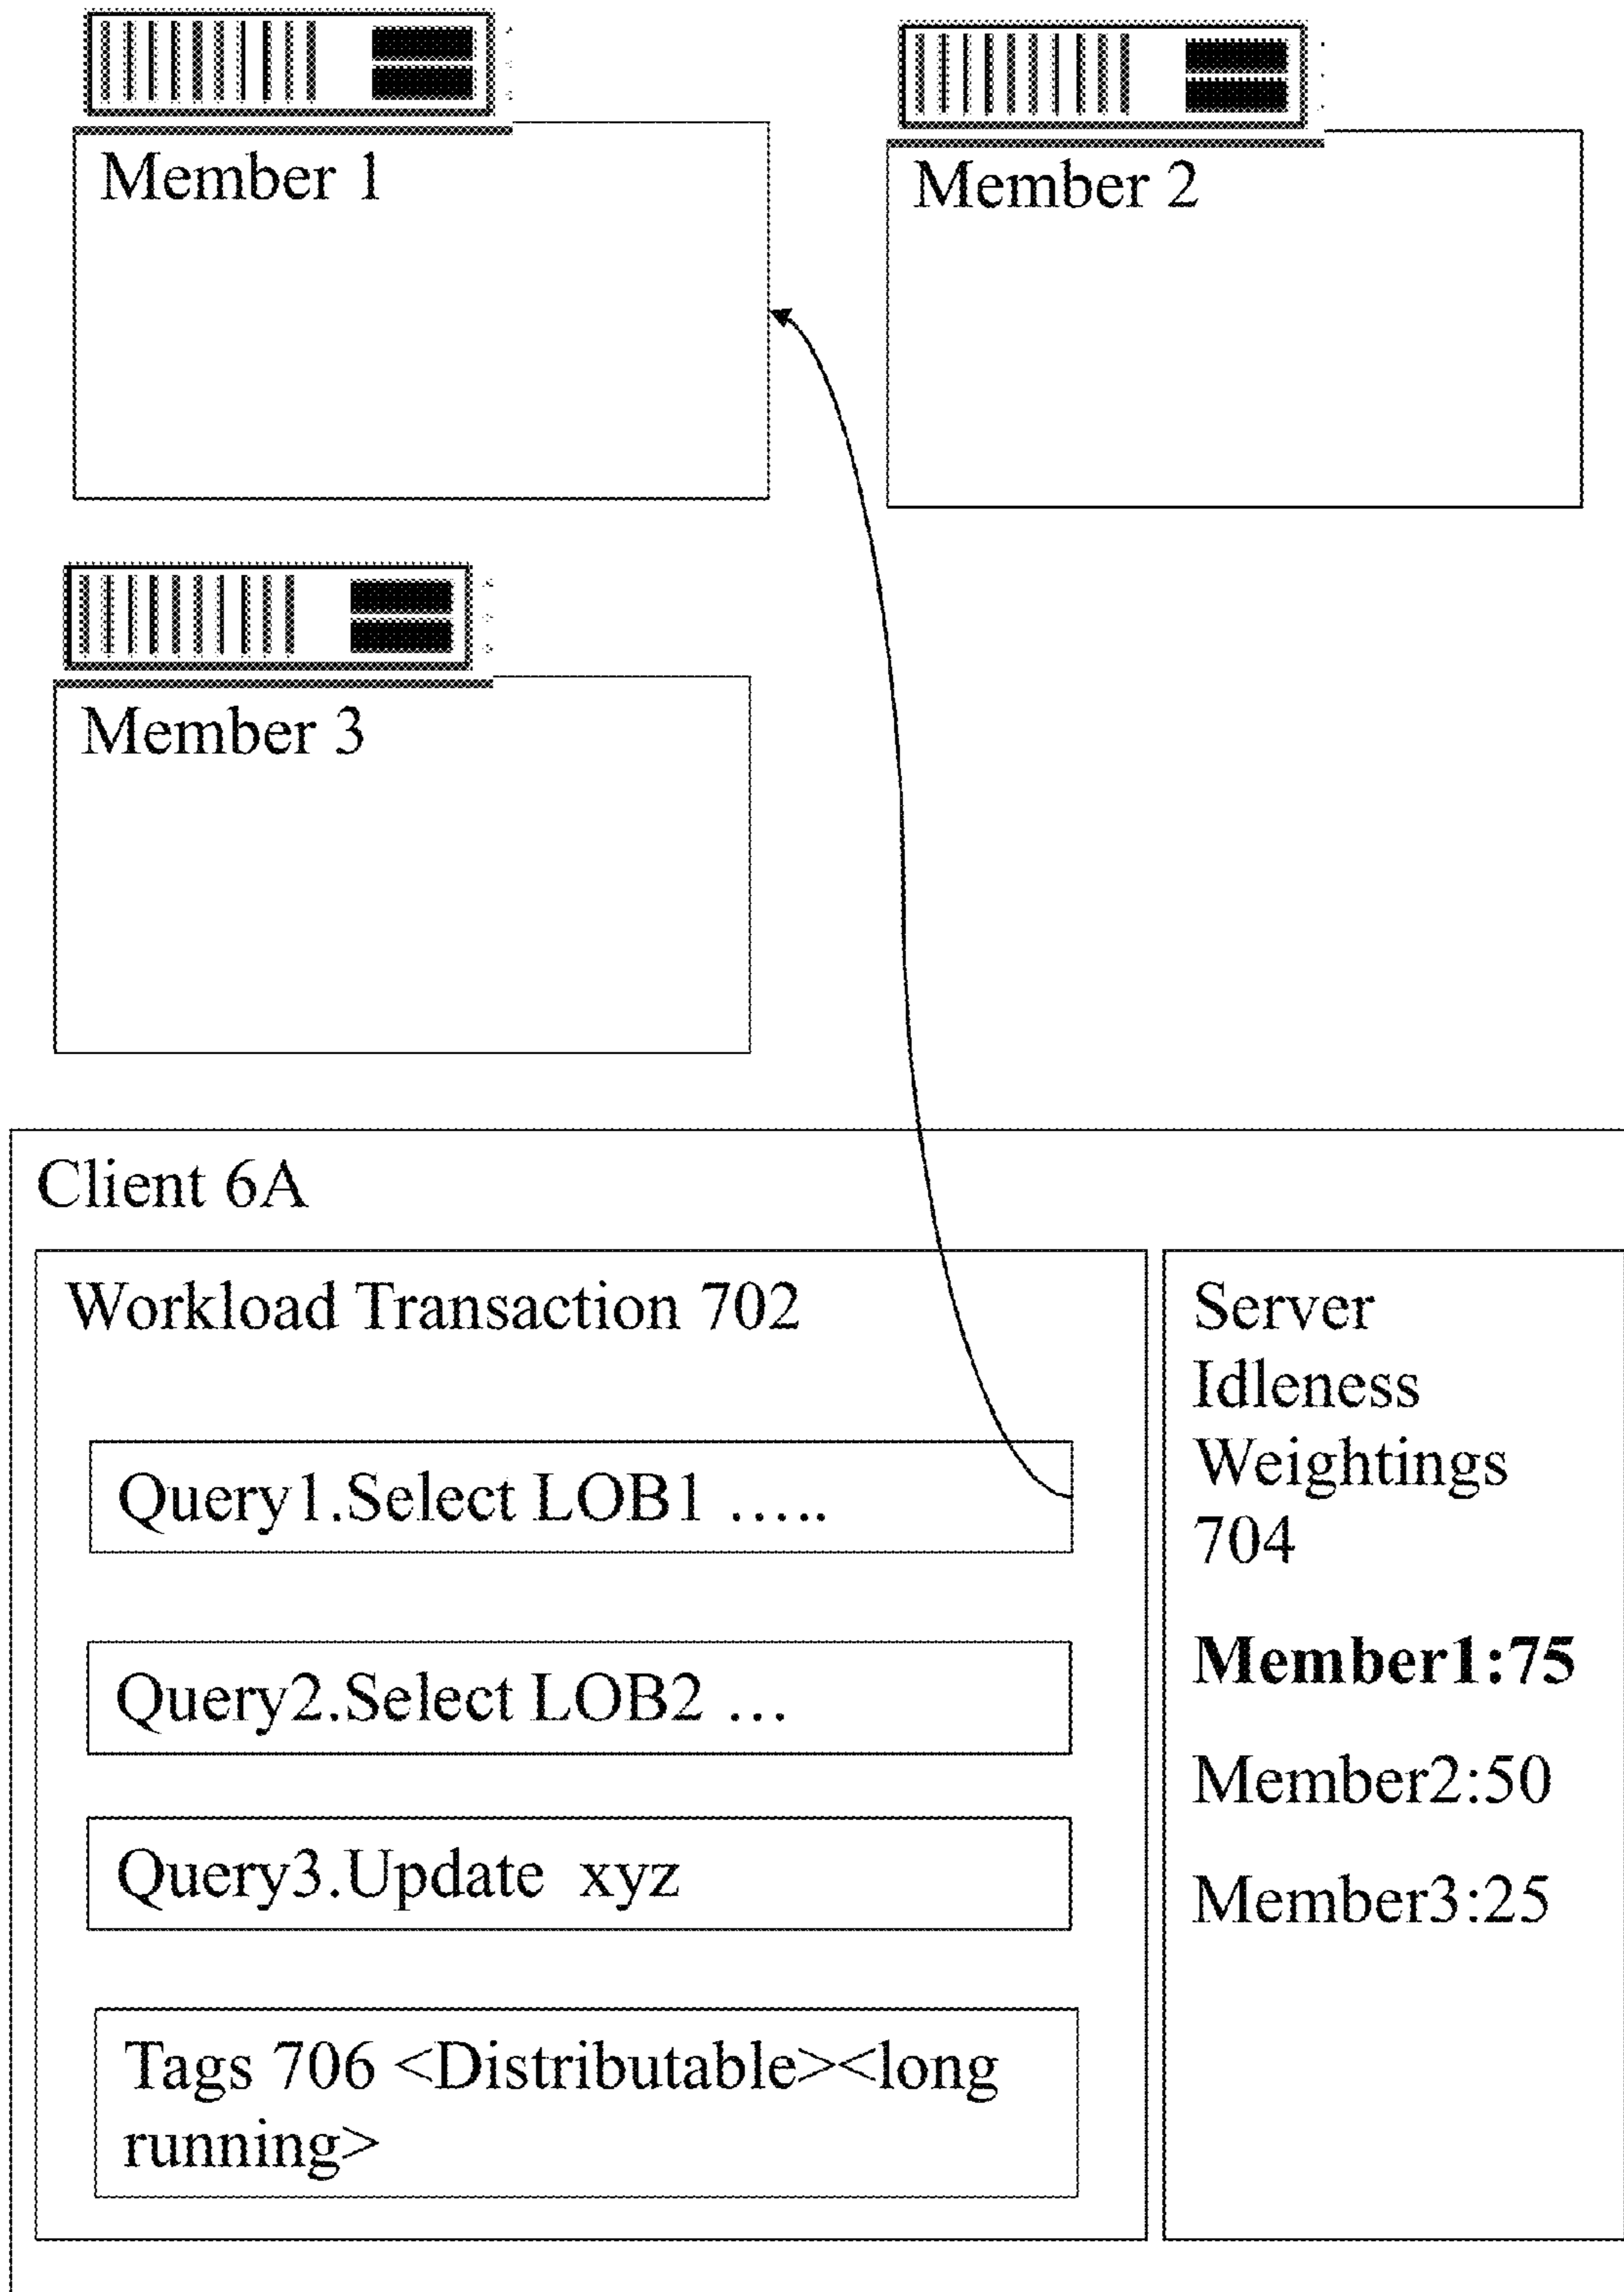 Member 1
Member 2
Member 3
Client 6A
Workload Transaction 702
Query1.Select LOB1 …..
Query2.Select LOB2 …
Query3.Update  xyz
Tags 706 <Distributable><long
running>
Server
Idleness
Weightings
704
Member1:75
Member2:50
Member3:25